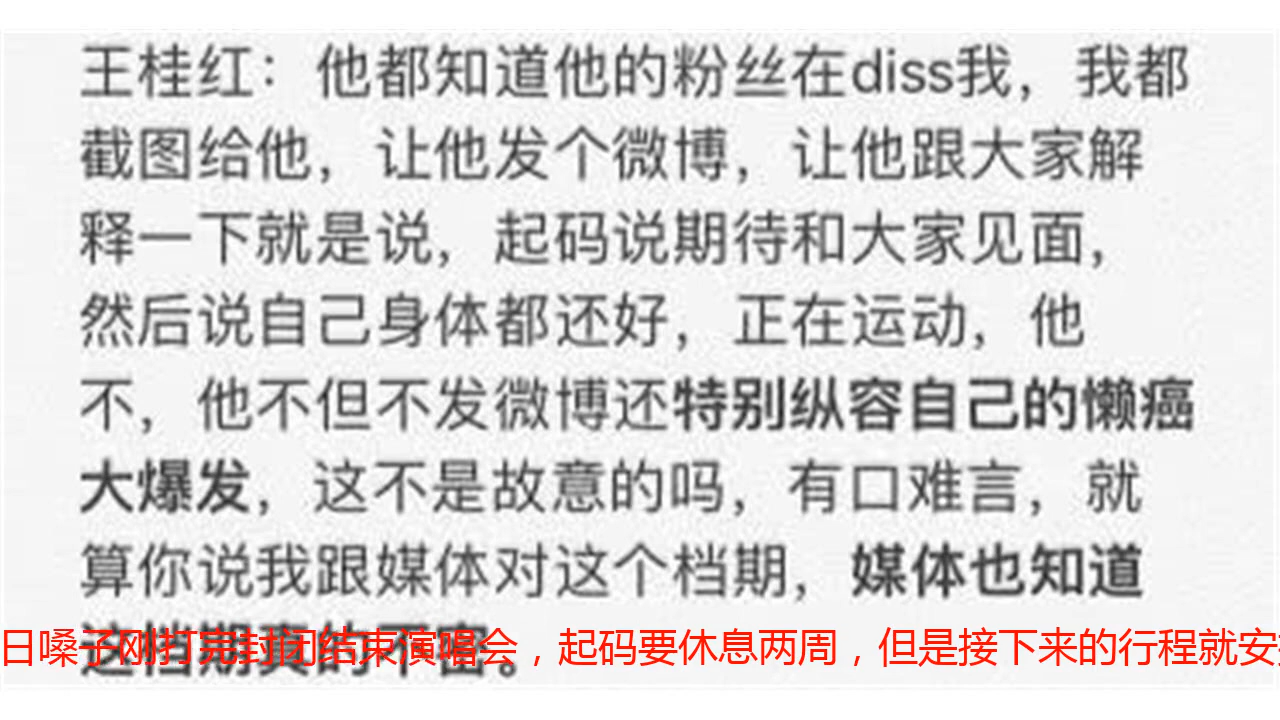 王桂红：他都知道他的粉丝在diss我，我都
截图给他，让他发个微博，让他跟大家解
释一下就是说，起码说期待和大家见面，
然后说自己身体都还好，正在运动，他
不，他不但不发微博还特别纵容自己的懒癌
大爆发，这不是故意的吗，有口难言，就
算你说我跟媒体对这个档期，媒体也知道
这档期真的不密。
日嗓子刚打完封闭结束演唱会，起码要休息两周，但是接下来的行程就安